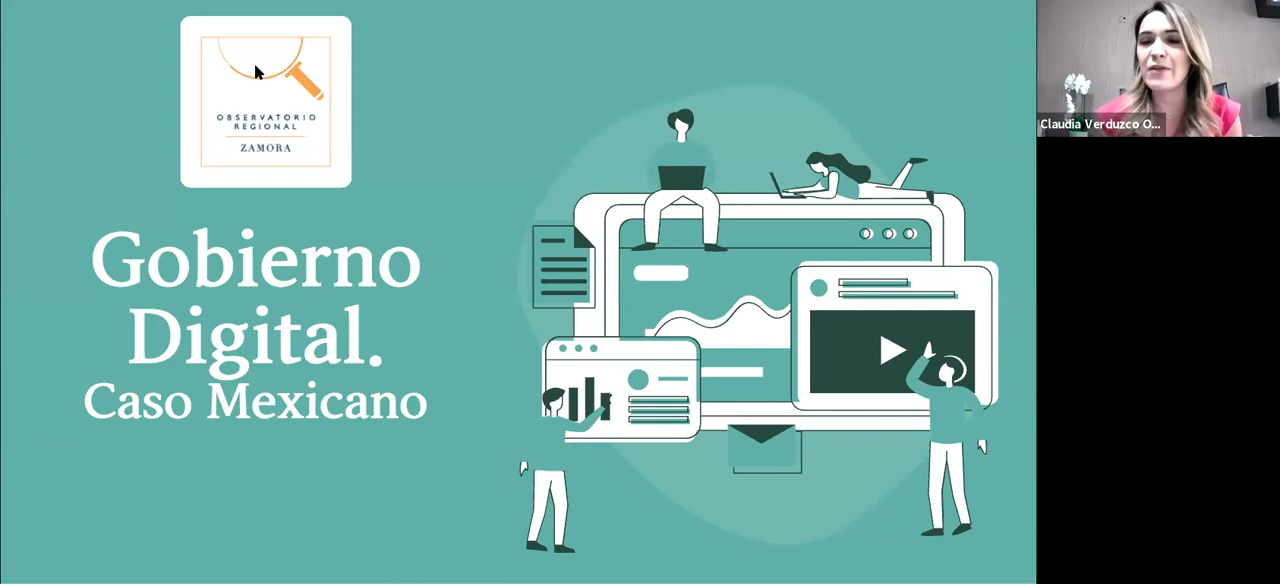 OBSERVATORIO
REGIONAL
ZAMORA
Gobierno
Digital.
Caso Mexicano
Claudia Verduzco O...